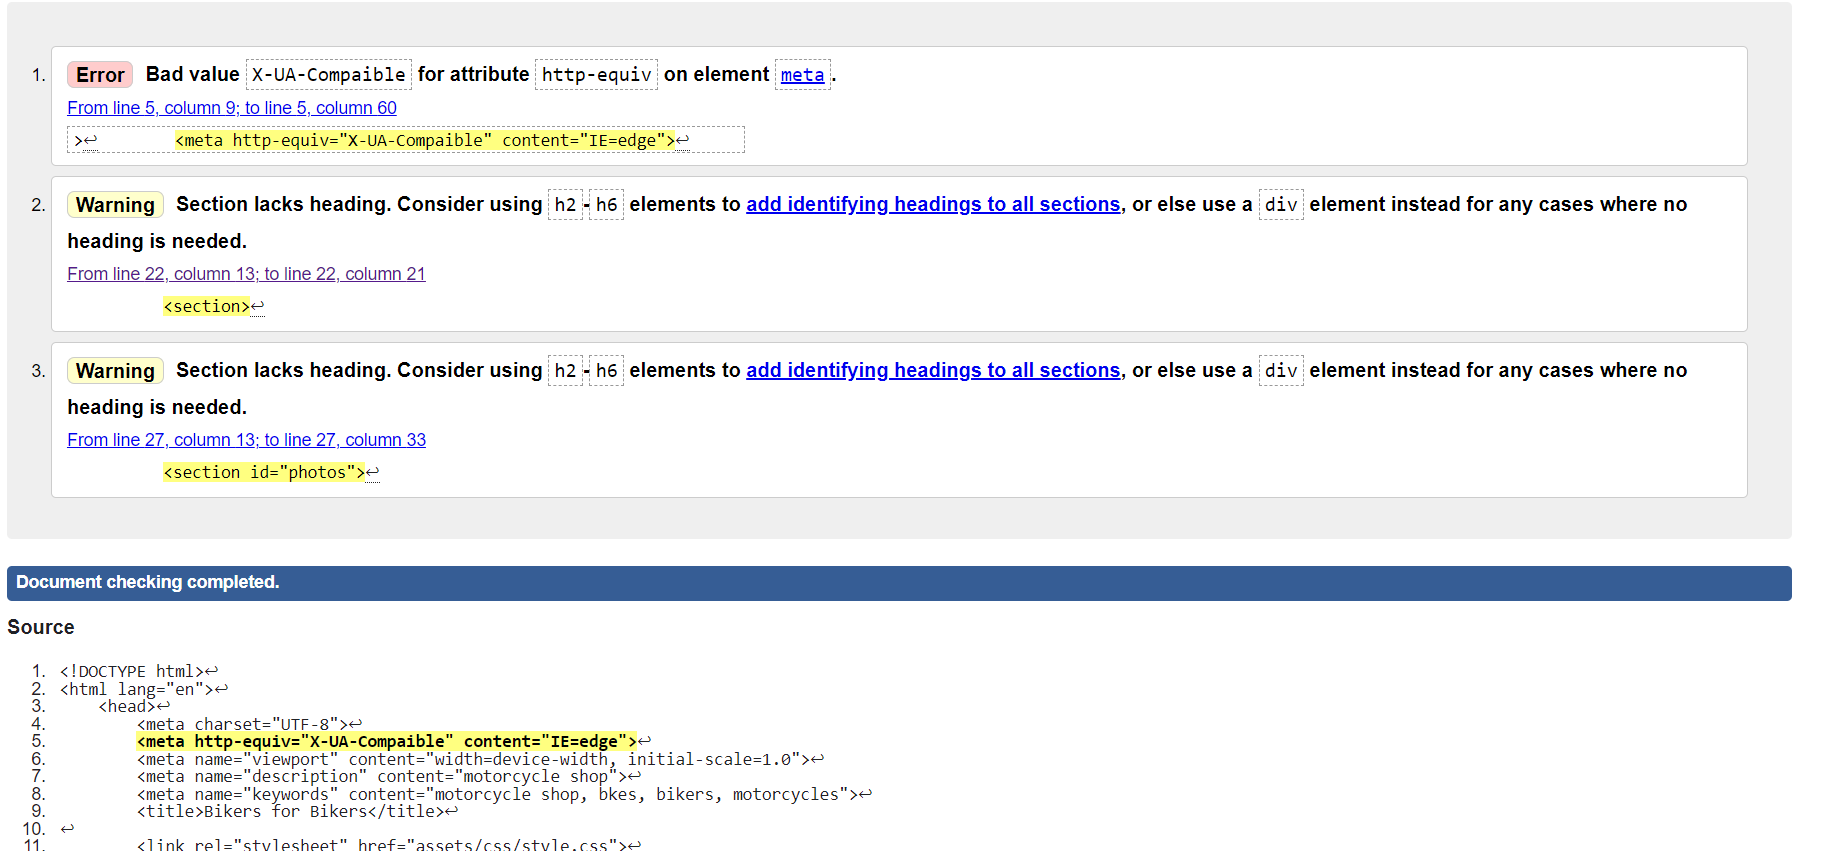 1. Error Bad value X-UA-Compaible for attribute http-equiv on element meta.
From line 5, column 9; to line 5, column 60
>↩ <meta http-equiv="X-UA-Compaible" content="IE=edge">↩
2. Warning Section lacks heading. Consider using h2-h6 elements to add identifying headings to all sections, or else use a div element instead for any cases where no
heading is needed.
From line 22, column 13; to line 22, column 21
<section>↩
3. Warning Section lacks heading. Consider using h2-h6 elements to add identifying headings to all sections, or else use a div element instead for any cases where no
heading is needed.
From line 27, column 13; to line 27, column 33
<section id="photos">↩
Document checking completed.
Source
1. <!DOCTYPE html>↩
2. <html lang="en">↩
3. <head>↩
4. <meta charset="UTF-8">↩
5. <meta http-equiv="X-UA-Compaible" content="IE=edge">↩
6. <meta name="viewport" content="width=device-width, initial-scale=1.0">↩
7. <meta name="description" content="motorcycle shop">↩
8. <meta name="keywords" content="motorcycle shop, bkes, bikers, motorcycles">↩
9. <title>Bikers for Bikers</title>↩
10. ↩
11. <link rel="stylesheet" href="assets/css/style.css">↩